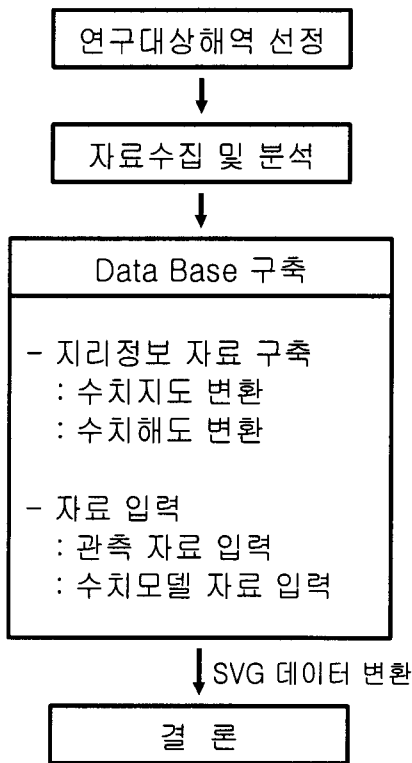 연구대상해역 선정
자료수집 및 분석
Data Base 구축
- 지리정보 자료 구축
: 수치지도 변환
: 수치해도 변환
- 자료 입력
: 관측 자료 입력
: 수치모델 자료 입력
SVG 데이터 변환
결 론